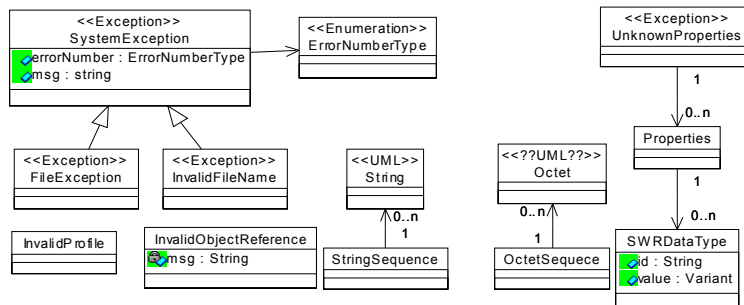 <<Exception>>
SystemException
errorNumber : ErrorNumberType
msg : string
<<Enumeration>>
ErrorNumberType
<<Exception>>
UnknownProperties
1
0..n
Properties
1
0..n
SWRDataType
id : String
value : Variant
<<Exception>>
FileException
<<Exception>>
InvalidFileName
<<UML>>
String
0..n
1
StringSequence
<<??UML??>>
Octet
0..n
1
OctetSequece
InvalidProfile
InvalidObjectReference
msg : String